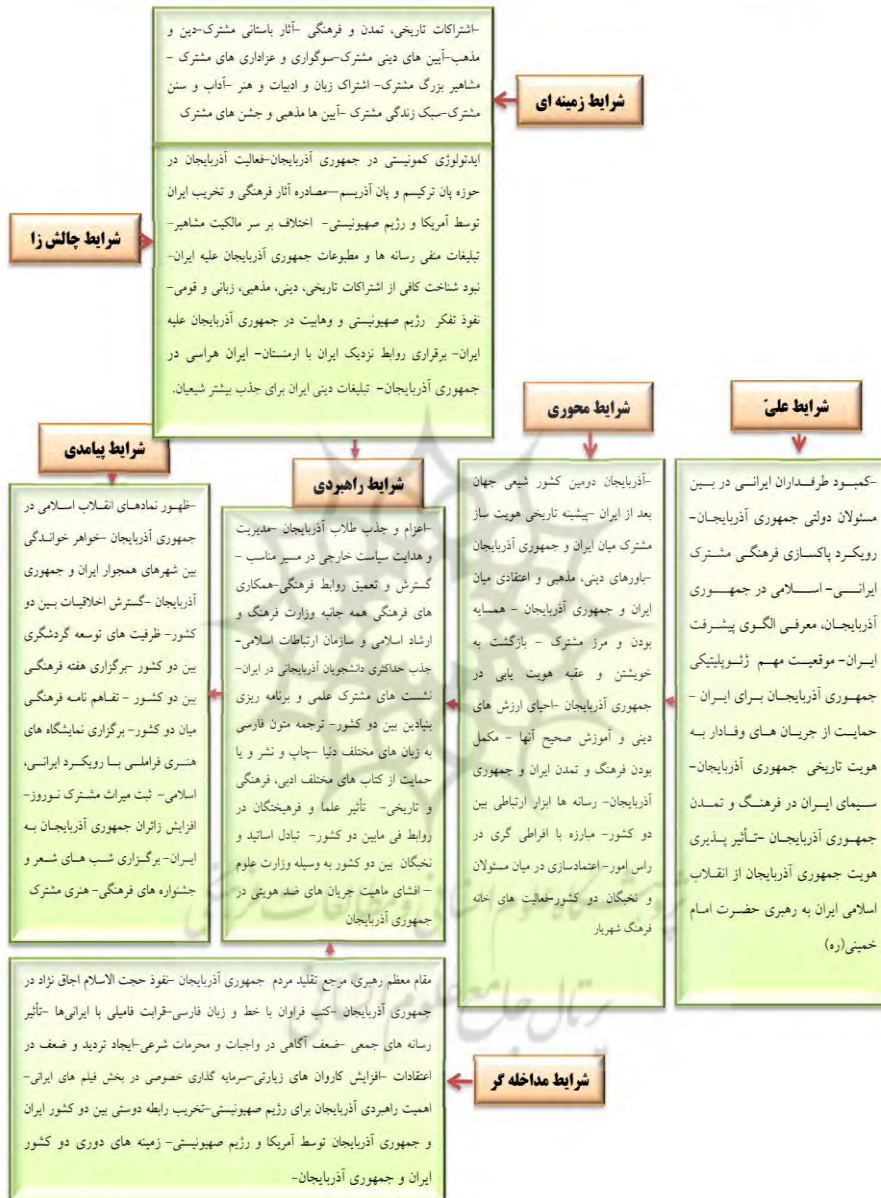 -اشتراکات تاریخی، تمدن و فرهنگی -آثار باستانی مشترک-دین و
مذهب-آیین های دینی مشترک-سوگواری و عزاداری های مشترک -
مشاهیر بزرگ مشترک- اشتراک زبان و ادبیات و هنر -آداب و سنن
مشترک-سبک زندگی مشترک -آیین ها مذهبی و جشن های مشترک
شرایط زمینه ای
ایدئولوژی کمونیستی در جمهوری آذربایجان-فعالیت آذربایجان در
حوزه پان ترکیسم و پان آذریسم-مصادره آثار فرهنگی و تخریب ایران
توسط آمریکا و رژیم صهیونیستی- اختلاف بر سر مالکیت مشاهیر-
تبلیغات منفی رسانه ها و مطبوعات جمهوری آذربایجان علیه ایران-
نبود شناخت کافی از اشتراکات تاریخی، دینی، مذهبی، زبانی و قومی-
نفوذ تفکر رژیم صهیونیستی و وهابیت در جمهوری آذربایجان علیه
ایران- برقراری روابط نزدیک ایران با ارمنستان- ایران هراسی در
جمهوری آذربایجان- تبلیغات دینی ایران برای جذب بیشتر شیعیان.
شرایط چالش زا
شرایط علیّ
-کمبود طرفداران ایرانی در بین
مسئولان دولتی جمهوری آذربایجان-
رویکرد پاکسازی فرهنگی مشترک
ایرانی- اسلامی در جمهوری
آذربایجان، معرفی الگوی پیشرفت
ایران- موقعیت مهم ژئوپلیتیکی
جمهوری آذربایجان برای ایران -
حمایت از جریان های وفادار به
هویت تاریخی جمهوری آذربایجان-
سیمای ایران در فرهنگ و تمدن
جمهوری آذربایجان -تأثیر پذیری
هویت جمهوری آذربایجان از انقلاب
اسلامی ایران به رهبری حضرت امام
خمینی(ره)
شرایط محوری
-آذربایجان دومین کشور شیعی جهان
بعد از ایران -پیشینه تاریخی هویت ساز
مشترک میان ایران و جمهوری آذربایجان
-باورهای دینی، مذهبی و اعتقادی میان
ایران و جمهوری آذربایجان - همسایه
بودن و مرز مشترک - بازگشت به
خویشتن و عقبه هویت یابی در
جمهوری آذربایجان -احیای ارزش های
دینی و آموزش صحیح آنها - مکمل
بودن فرهنگ و تمدن ایران و جمهوری
آذربایجان- رسانه ها ابزار ارتباطی بین
دو کشور- مبارزه با افراطی گری در
راس امور-اعتمادسازی در میان مسئولان
و نخبگان دو کشور-فعالیت های خانه
فرهنگ شهریار
شرایط راهبردی
-اعزام و جذب طلاب آذربایجان -مدیریت
و هدایت سیاست خارجی در مسیر مناسب -
گسترش و تعمیق روابط فرهنگی-همکاری
های فرهنگی همه جانبه وزارت فرهنگ و
ارشاد اسلامی و سازمان ارتباطات اسلامی-
جذب حداکثری دانشجویان آذربایجانی در ایران-
نشست های مشترک علمی و برنامه ریزی
بنیادین بین دو کشور- ترجمه متون فارسی
به زبان های مختلف دنیا -چاپ و نشر و یا
حمایت از کتاب های مختلف ادبی، فرهنگی
و تاریخی- تأثیر علما و فرهیختگان در
روابط فی مابین دو کشور- تبادل اساتید و
نخبگان بین دو کشور به وسیله وزارت علوم
- افشای ماهیت جریان های ضد هویتی در
جمهوری آذربایجان
شرایط پیامدی
-ظهور نمادهای انقلاب اسلامی در
جمهوری آذربایجان -خواهر خواندگی
بین شهرهای همجوار ایران و جمهوری
آذربایجان -گسترش اخلاقیات بین دو
کشور- ظرفیت های توسعه گردشگری
بین دو کشور -برگزاری هفته فرهنگی
بین دو کشور - تفاهم نامه فرهنگی
میان دو کشور- برگزاری نمایشگاه های
هنری فراملی با رویکرد ایرانی،
اسلامی- ثبت میراث مشترک نوروز-
افزایش زائران جمهوری آذربایجان به
ایران- برگزاری شب های شعر و
جشنواره های فرهنگی- هنری مشترک
مقام معظم رهبری، مرجع تقلید مردم جمهوری آذربایجان -نفوذ حجت الاسلام اجاق نژاد در
جمهوری آذربایجان -کتب فراوان با خط و زبان فارسی-قرابت فامیلی با ایرانی‌ها -تأثیر
رسانه های جمعی -ضعف آگاهی در واجبات و محرمات شرعی-ایجاد تردید و ضعف در
اعتقادات -افزایش کاروان های زیارتی-سرمایه گذاری خصوصی در بخش فیلم های ایرانی-
اهمیت راهبردی آذربایجان برای رژیم صهیونیستی-تخریب رابطه دوستی بین دو کشور ایران
و جمهوری آذربایجان توسط آمریکا و رژیم صهیونیستی- زمینه های دوری دو کشور
ایران و جمهوری آذربایجان-
شرایط مداخله گر
پژوهشگاه علوم انسانی و مطالعات فرهنگی
پرتال جامع علوم انسانی